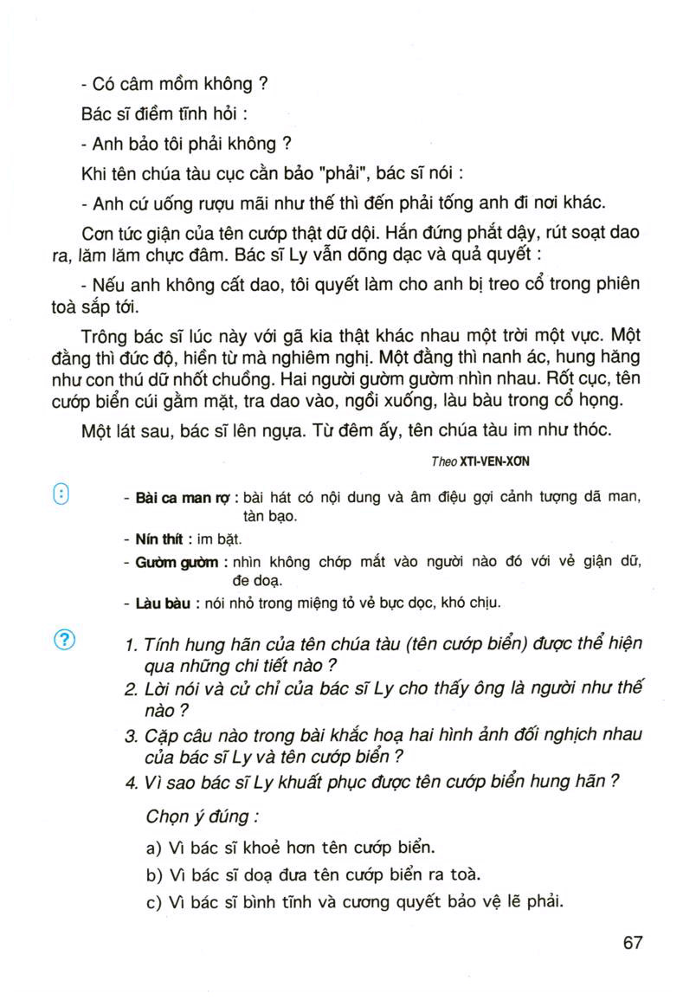 - Có câm mồm không ?
Bác sĩ điềm tĩnh hỏi :
- Anh bảo tôi phải không ?
Khi tên chúa tàu cục cằn bảo "phải", bác sĩ nói :
- Anh cứ uống rượu mãi như thế thì đến phải tống anh đi nơi khác.
Cơn tức giận của tên cướp thật dữ dội. Hắn đứng phắt dậy, rút soạt dao
ra, lăm lăm chực đâm. Bác sĩ Ly vẫn dõng dạc và quả quyết :
- Nếu anh không cất dao, tôi quyết làm cho anh bị treo cổ trong phiên
toà sắp tới.
Trông bác sĩ lúc này với gã kia thật khác nhau một trời một vực. Một
đằng thì đức độ, hiền từ mà nghiêm nghị. Một đằng thì nanh ác, hung hăng
như con thú dữ nhốt chuồng. Hai người gườm gườm nhìn nhau. Rốt cục, tên
cướp biển cúi gằm mặt, tra dao vào, ngồi xuống, làu bàu trong cổ họng.
Một lát sau, bác sĩ lên ngựa. Từ đêm ấy, tên chúa tàu im như thóc.
Theo XTI-VEN-XƠN
:
- Bài ca man rợ : bài hát có nội dung và âm điệu gợi cảnh tượng dã man,
tàn bạo.
- Nín thít : im bặt.
- Gườm gườm : nhìn không chớp mắt vào người nào đó với vẻ giận dữ,
đe doạ.
- Làu bàu : nói nhỏ trong miệng tỏ vẻ bực dọc, khó chịu.
?
1. Tính hung hãn của tên chúa tàu (tên cướp biển) được thể hiện
qua những chi tiết nào ?
2. Lời nói và cử chỉ của bác sĩ Ly cho thấy ông là người như thế
nào ?
3. Cặp câu nào trong bài khắc hoạ hai hình ảnh đối nghịch nhau
của bác sĩ Ly và tên cướp biển ?
4. Vì sao bác sĩ Ly khuất phục được tên cướp biển hung hãn ?
Chọn ý đúng :
a) Vì bác sĩ khoẻ hơn tên cướp biển.
b) Vì bác sĩ doạ đưa tên cướp biển ra toà.
c) Vì bác sĩ bình tĩnh và cương quyết bảo vệ lẽ phải.
67